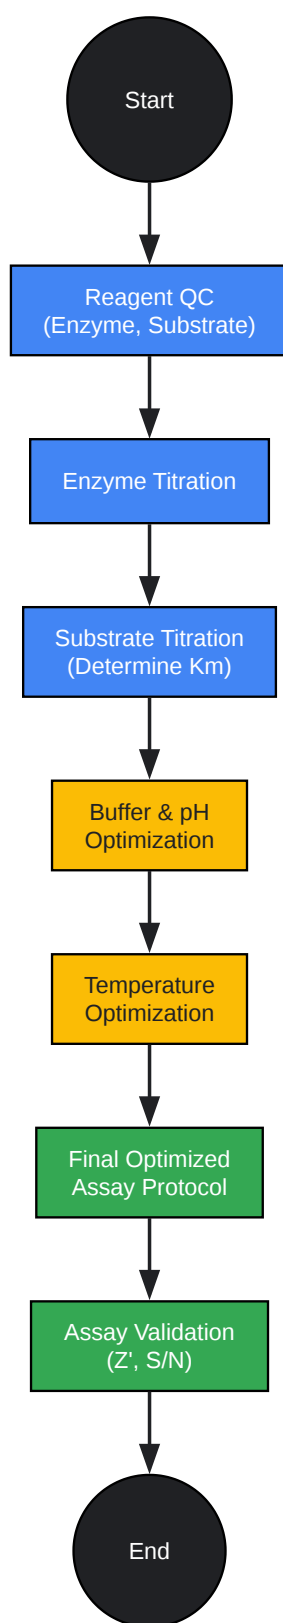 Start
Reagent QC
(Enzyme, Substrate)
Enzyme Titration
Substrate Titration
(Determine Km)
Buffer & pH
Optimization
Temperature
Optimization
Final Optimized
Assay Protocol
Assay Validation
(Z', S/N)
End